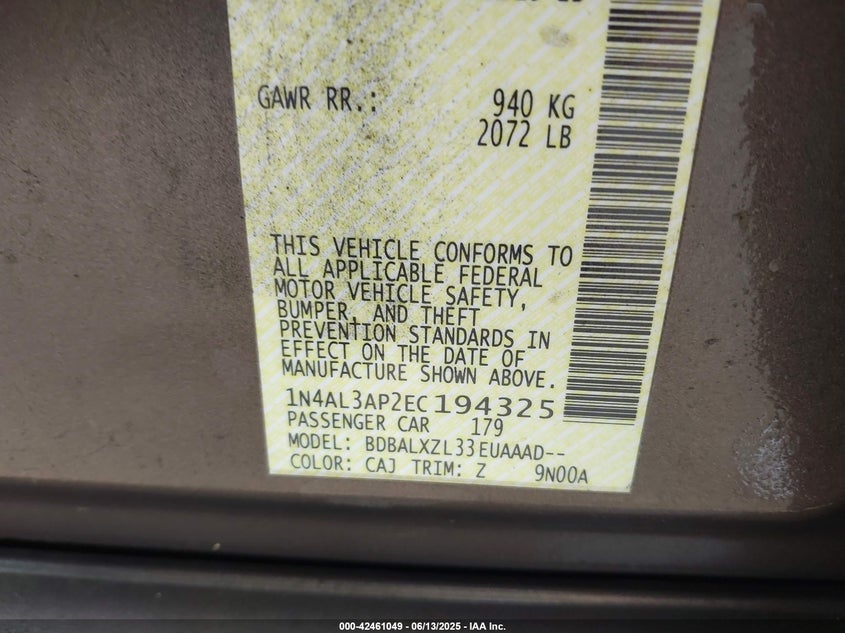 GAWR RR.: 940 KG
2072 LB
THIS VEHICLE CONFORMS TO
ALL APPLICABLE FEDERAL
MOTOR VEHICLE SAFETY,
BUMPER, AND THEFT
PREVENTION STANDARDS IN
EFFECT ON THE DATE OF
MANUFACTURE SHOWN ABOVE.
1N4AL3AP2EC194325
PASSENGER CAR 179
MODEL: BDBALXZL33EUAAAD--
COLOR: CAJ TRIM: Z 9N00A
000-42461049 - 06/13/2025 - IAA Inc.